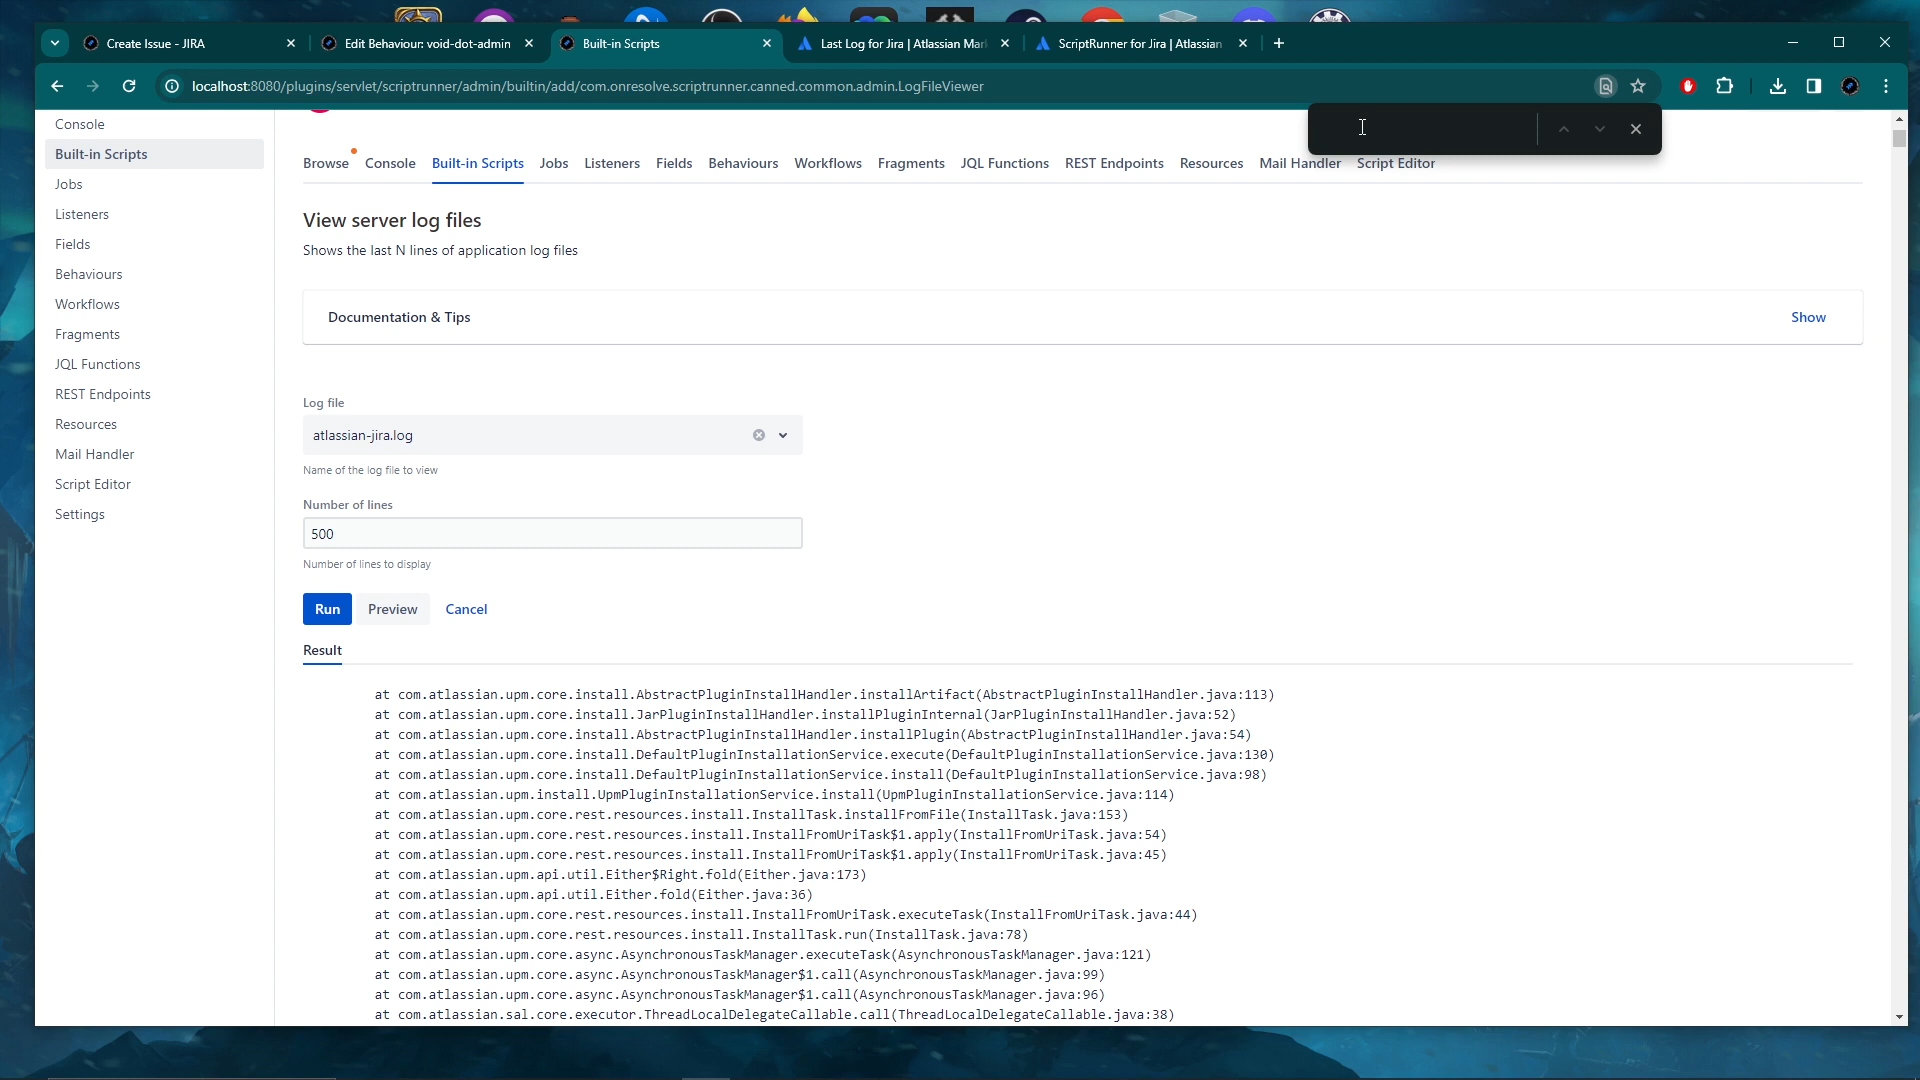 Create Issue - JIRA
Edit Behaviour: void-dot-admin
Built-in Scripts
Last Log for Jira | Atlassian Mar
ScriptRunner for Jira | Atlassian
localhost:8080/plugins/servlet/scriptrunner/admin/builtin/add/com.onresolve.scriptrunner.canned.common.admin.LogFileViewer
Console
Built-in Scripts
Jobs
Listeners
Fields
Behaviours
Workflows
Fragments
JQL Functions
REST Endpoints
Resources
Mail Handler
Script Editor
Settings
Browse Console Built-in Scripts Jobs Listeners Fields Behaviours Workflows Fragments JQL Functions REST Endpoints Resources Mail Handler Script Editor
View server log files
Shows the last N lines of application log files
Documentation & Tips
Show
Log file
atlassian-jira.log
Name of the log file to view
Number of lines
500
Number of lines to display
Run Preview Cancel
Result
at com.atlassian.upm.core.install.AbstractPluginInstallHandler.installArtifact(AbstractPluginInstallHandler.java:113)
at com.atlassian.upm.core.install.JarPluginInstallHandler.installPluginInternal(JarPluginInstallHandler.java:52)
at com.atlassian.upm.core.install.AbstractPluginInstallHandler.installPlugin(AbstractPluginInstallHandler.java:54)
at com.atlassian.upm.core.install.DefaultPluginInstallationService.execute(DefaultPluginInstallationService.java:130)
at com.atlassian.upm.core.install.DefaultPluginInstallationService.install(DefaultPluginInstallationService.java:98)
at com.atlassian.upm.install.UpmPluginInstallationService.install(UpmPluginInstallationService.java:114)
at com.atlassian.upm.core.rest.resources.install.InstallTask.installFromFile(InstallTask.java:153)
at com.atlassian.upm.core.rest.resources.install.InstallFromUriTask$1.apply(InstallFromUriTask.java:54)
at com.atlassian.upm.core.rest.resources.install.InstallFromUriTask$1.apply(InstallFromUriTask.java:45)
at com.atlassian.upm.api.util.Either$Right.fold(Either.java:173)
at com.atlassian.upm.api.util.Either.fold(Either.java:36)
at com.atlassian.upm.core.rest.resources.install.InstallFromUriTask.executeTask(InstallFromUriTask.java:44)
at com.atlassian.upm.core.rest.resources.install.InstallTask.run(InstallTask.java:78)
at com.atlassian.upm.core.async.AsynchronousTaskManager.executeTask(AsynchronousTaskManager.java:121)
at com.atlassian.upm.core.async.AsynchronousTaskManager$1.call(AsynchronousTaskManager.java:99)
at com.atlassian.upm.core.async.AsynchronousTaskManager$1.call(AsynchronousTaskManager.java:96)
at com.atlassian.sal.core.executor.ThreadLocalDelegateCallable.call(ThreadLocalDelegateCallable.java:38)